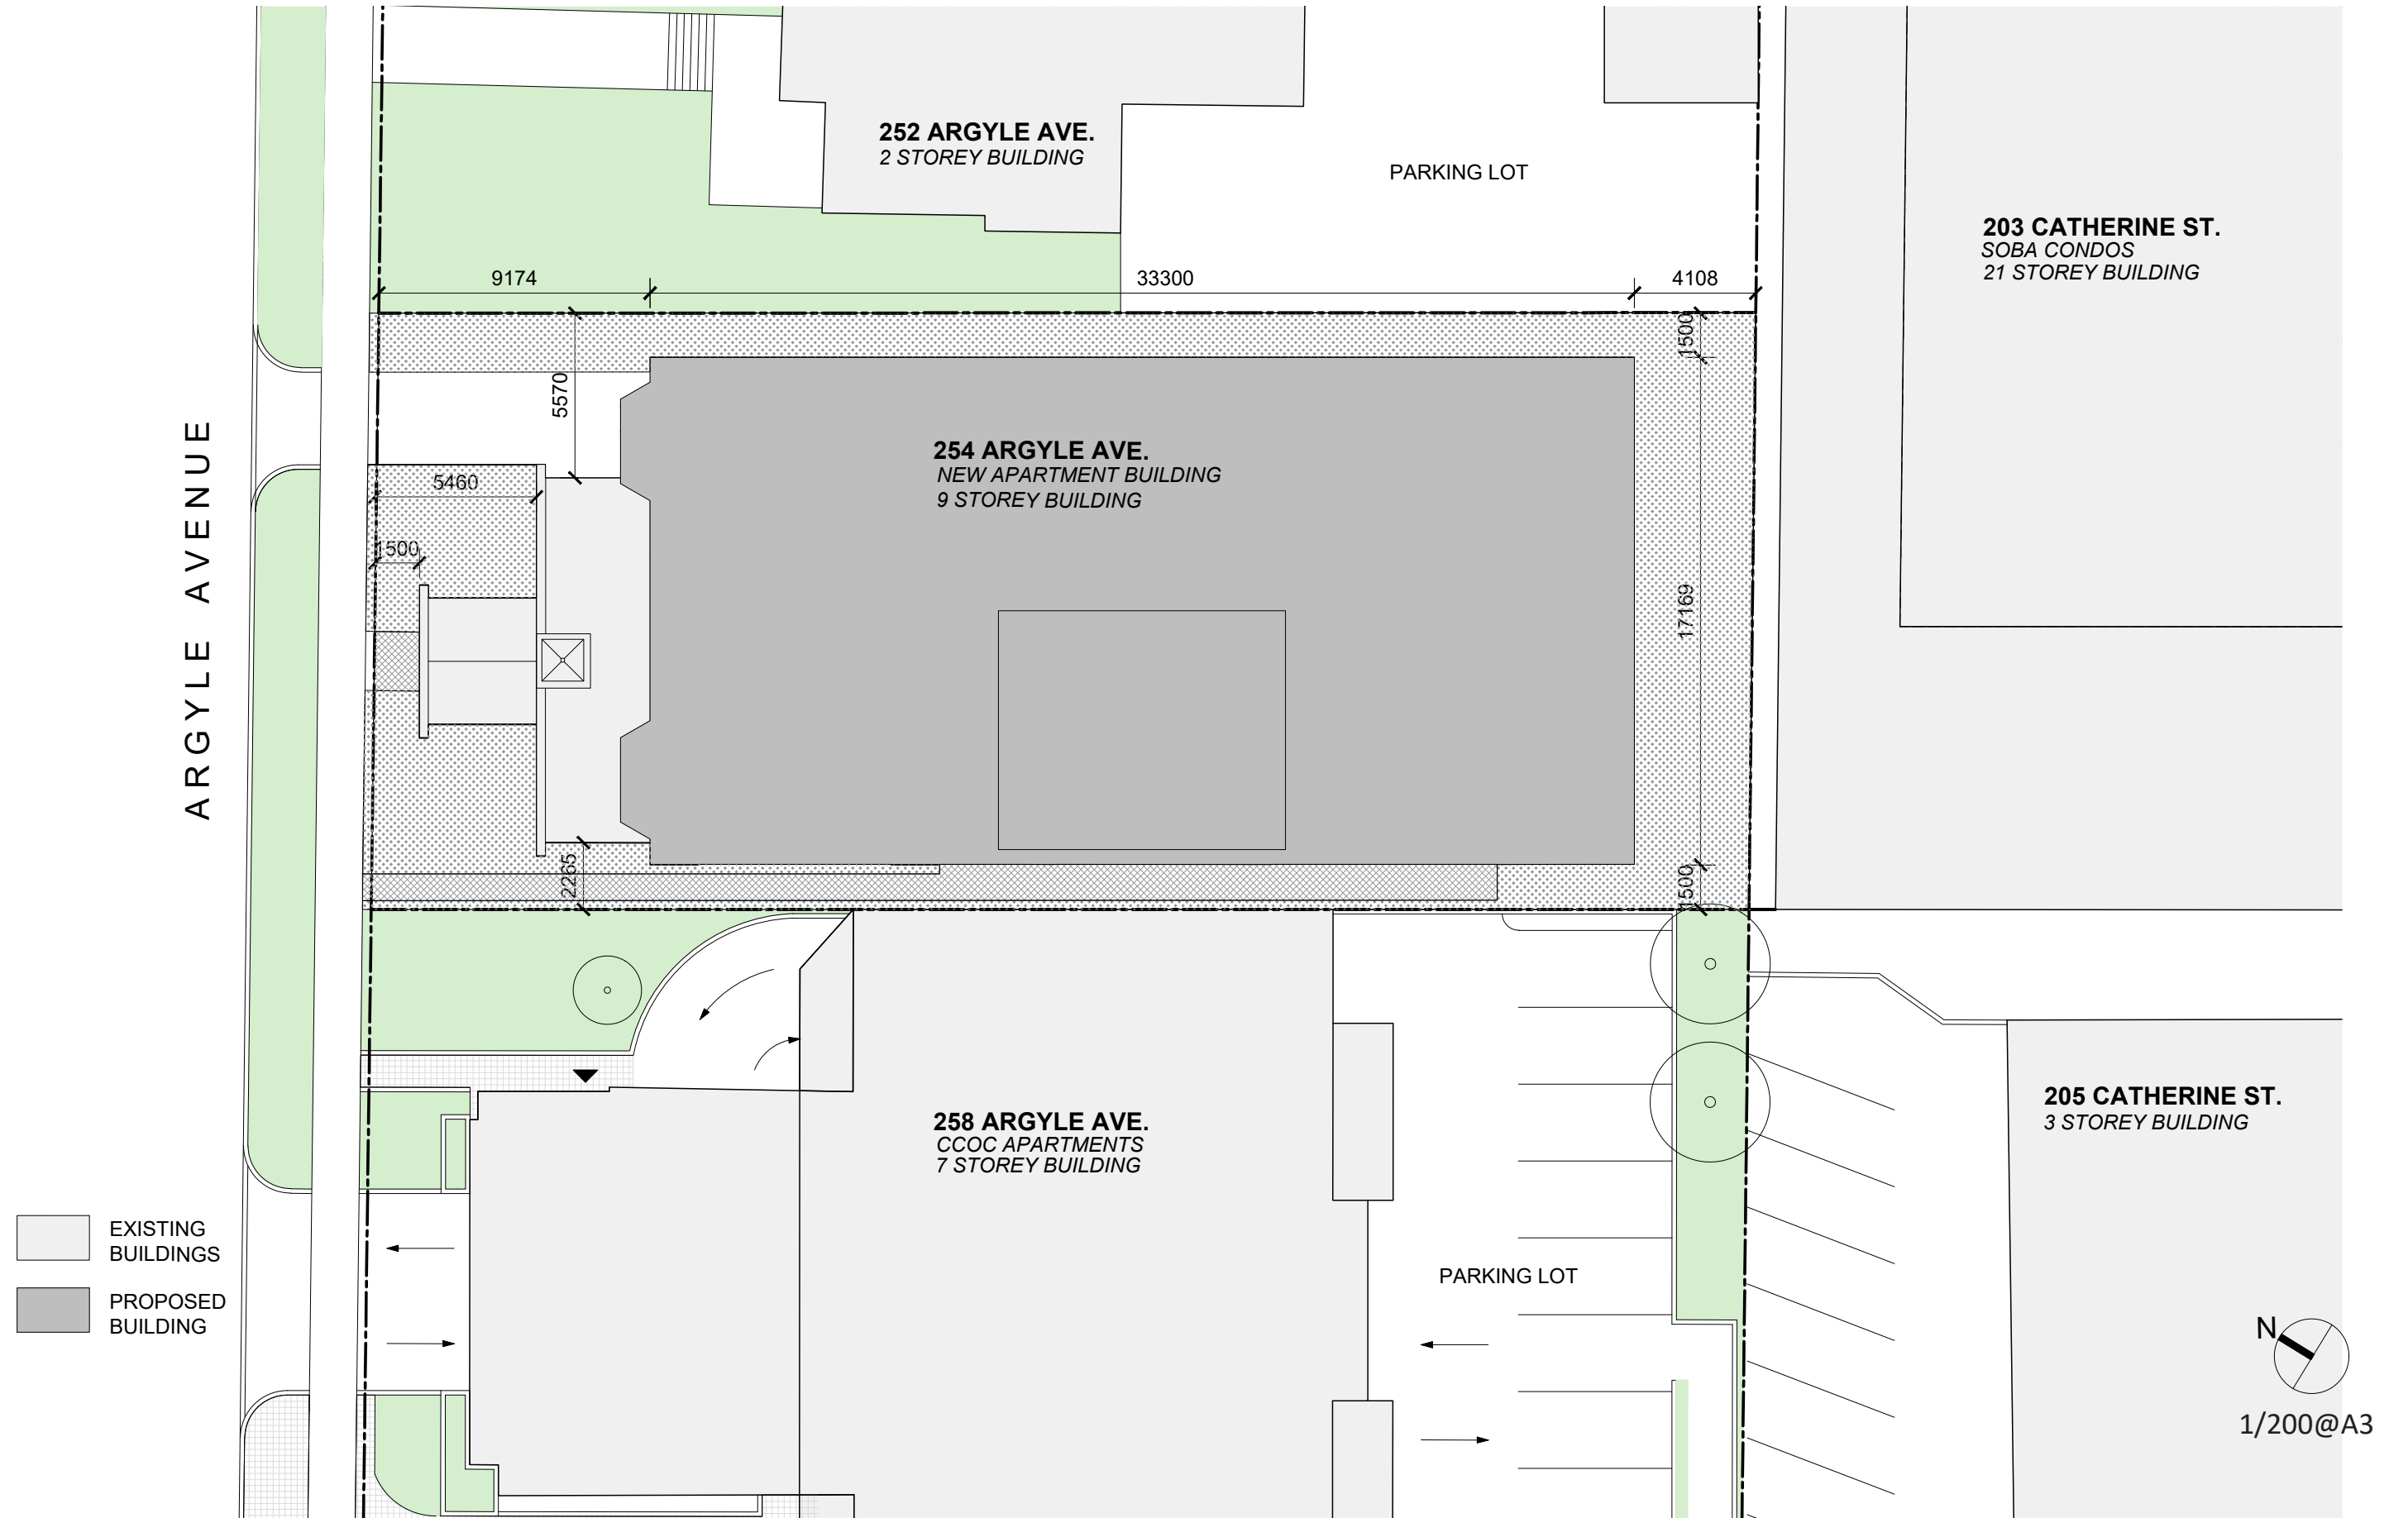 252 ARGYLE AVE.
2 STOREY BUILDING
PARKING LOT
203 CATHERINE ST.
SOBA CONDOS
21 STOREY BUILDING
9174
33300
4108
1500
5570
254 ARGYLE AVE.
NEW APARTMENT BUILDING
9 STOREY BUILDING
5460
1500
17169
ARGYLE AVENUE
2265
1500
258 ARGYLE AVE.
CCOC APARTMENTS
7 STOREY BUILDING
205 CATHERINE ST.
3 STOREY BUILDING
PARKING LOT
EXISTING
BUILDINGS
PROPOSED
BUILDING
N
1/200@A3